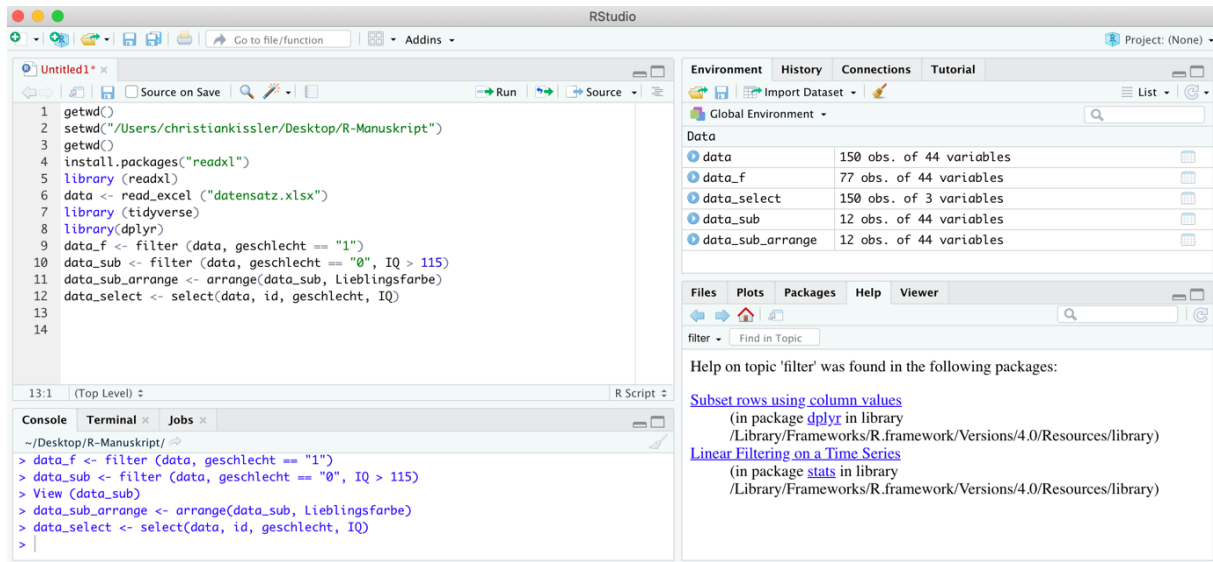 RStudio
Go to file/function Addins Project: (None)
Untitled1*
Source on Save Run Source
1 getwd()
2 setwd("/Users/christiankissler/Desktop/R-Manuskript")
3 getwd()
4 install.packages("readxl")
5 library (readxl)
6 data <- read_excel ("datensatz.xlsx")
7 library (tidyverse)
8 library(dplyr)
9 data_f <- filter (data, geschlecht == "1")
10 data_sub <- filter (data, geschlecht == "0", IQ > 115)
11 data_sub_arrange <- arrange(data_sub, Lieblingsfarbe)
12 data_select <- select(data, id, geschlecht, IQ)
13
14
13:1 (Top Level) R Script
Console Terminal Jobs
~/Desktop/R-Manuskript/
> data_f <- filter (data, geschlecht == "1")
> data_sub <- filter (data, geschlecht == "0", IQ > 115)
> View (data_sub)
> data_sub_arrange <- arrange(data_sub, Lieblingsfarbe)
> data_select <- select(data, id, geschlecht, IQ)
>
Environment History Connections Tutorial
Import Dataset List
Global Environment
Data
data 150 obs. of 44 variables
data_f 77 obs. of 44 variables
data_select 150 obs. of 3 variables
data_sub 12 obs. of 44 variables
data_sub_arrange 12 obs. of 44 variables
Files Plots Packages Help Viewer
filter Find in Topic
Help on topic 'filter' was found in the following packages:
Subset rows using column values
(in package dplyr in library
/Library/Frameworks/R.framework/Versions/4.0/Resources/library)
Linear Filtering on a Time Series
(in package stats in library
/Library/Frameworks/R.framework/Versions/4.0/Resources/library)